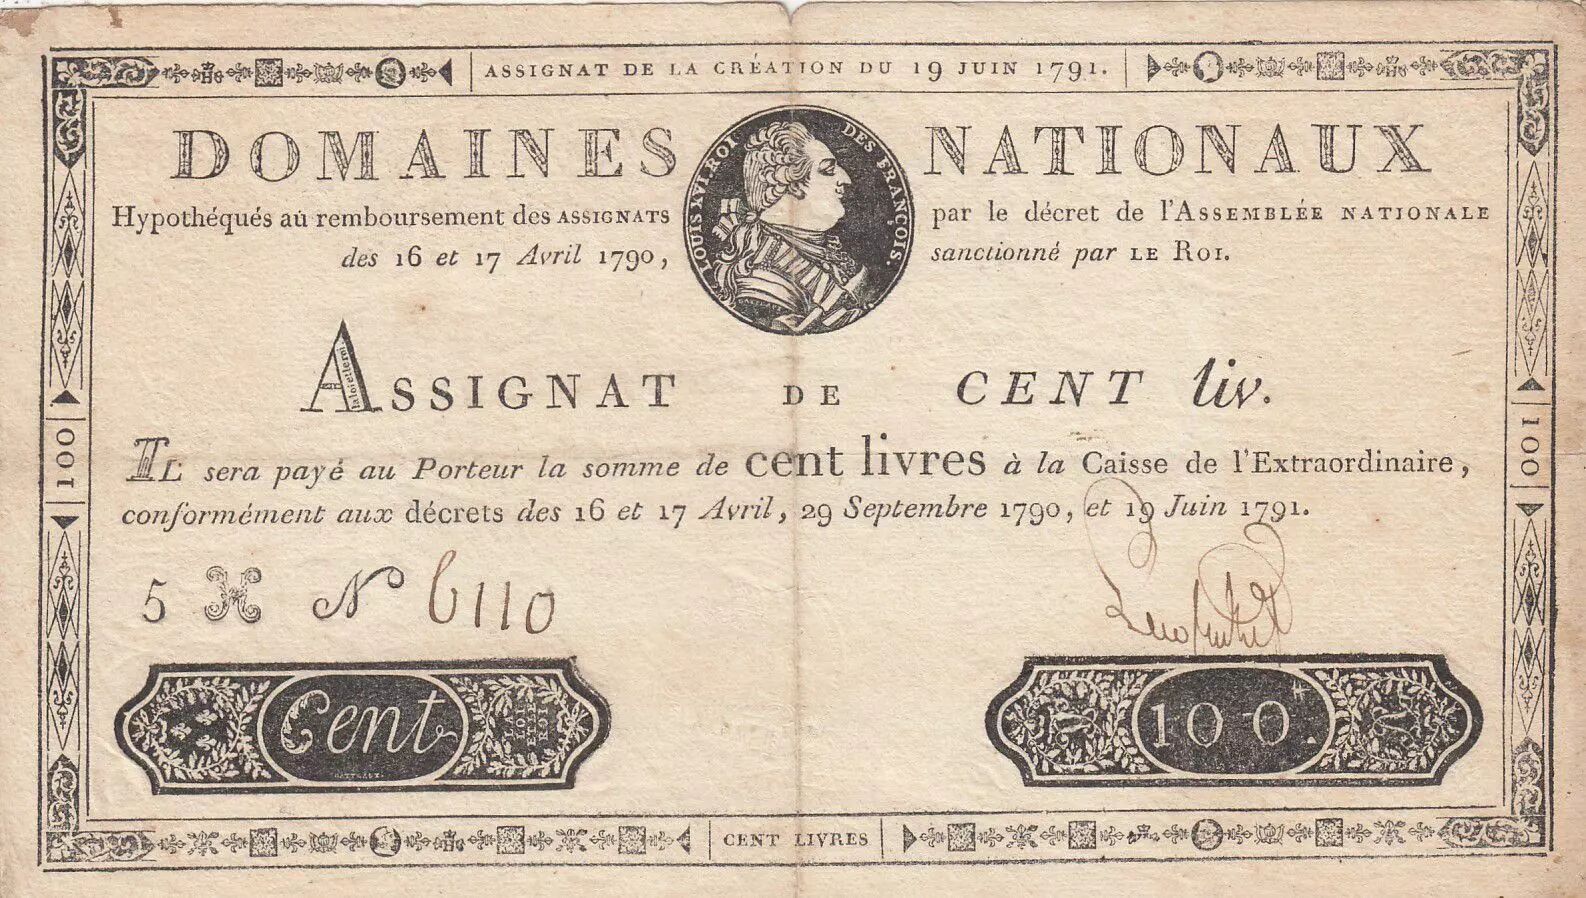 ASSIGNAT DE LA CRÉATION DU 19 JUIN 1791.
DOMAINES NATIONAUX
LOUIS XVI ROI DES FRANÇOIS.
Hypothéqués au remboursement des ASSIGNATS par le décret de l'ASSEMBLÉE NATIONALE
des 16 et 17 Avril 1790, sanctionné par LE ROI.
ASSIGNAT DE CENT liv.
laloietleroi.
IL sera payé au Porteur la somme de cent livres à la Caisse de l'Extraordinaire,
conformément aux décrets des 16 et 17 Avril, 29 Septembre 1790, et 19 Juin 1791.
100
100
5 H N 6110
Cent
LA LOI ET LE ROI
GATTEAUX.
100.
CENT LIVRES